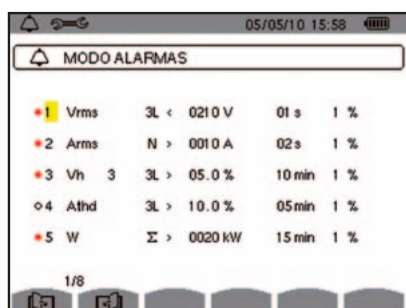 05/05/10 15:58
MODO ALARMAS
1 Vrms 3L < 0210 V 01 s 1 %
2 Arms N > 0010 A 02 s 1 %
3 Vh 3 3L > 05.0 % 10 min 1 %
4 Athd 3L > 10.0 % 05 min 1 %
5 W Σ > 0020 kW 15 min 1 %
1/8